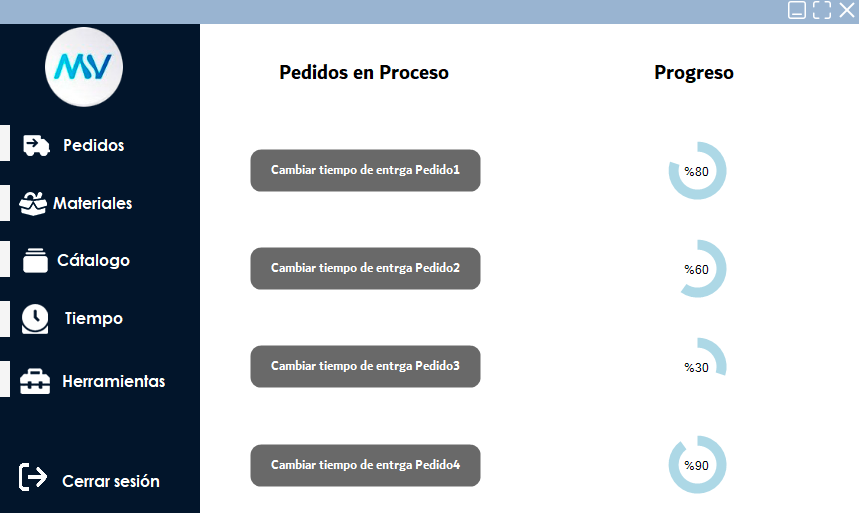 MV
Pedidos
Materiales
Cátalogo
Tiempo
Herramientas
Cerrar sesión
Pedidos en Proceso
Progreso
Cambiar tiempo de entrga Pedido1
%80
Cambiar tiempo de entrga Pedido2
%60
Cambiar tiempo de entrga Pedido3
%30
Cambiar tiempo de entrga Pedido4
%90